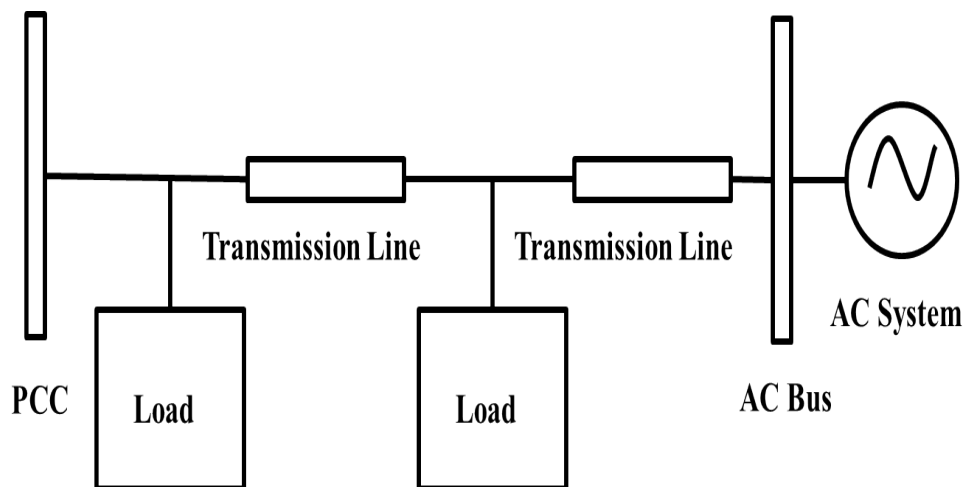 Transmission Line
Transmission Line
AC System
PCC
Load
Load
AC Bus